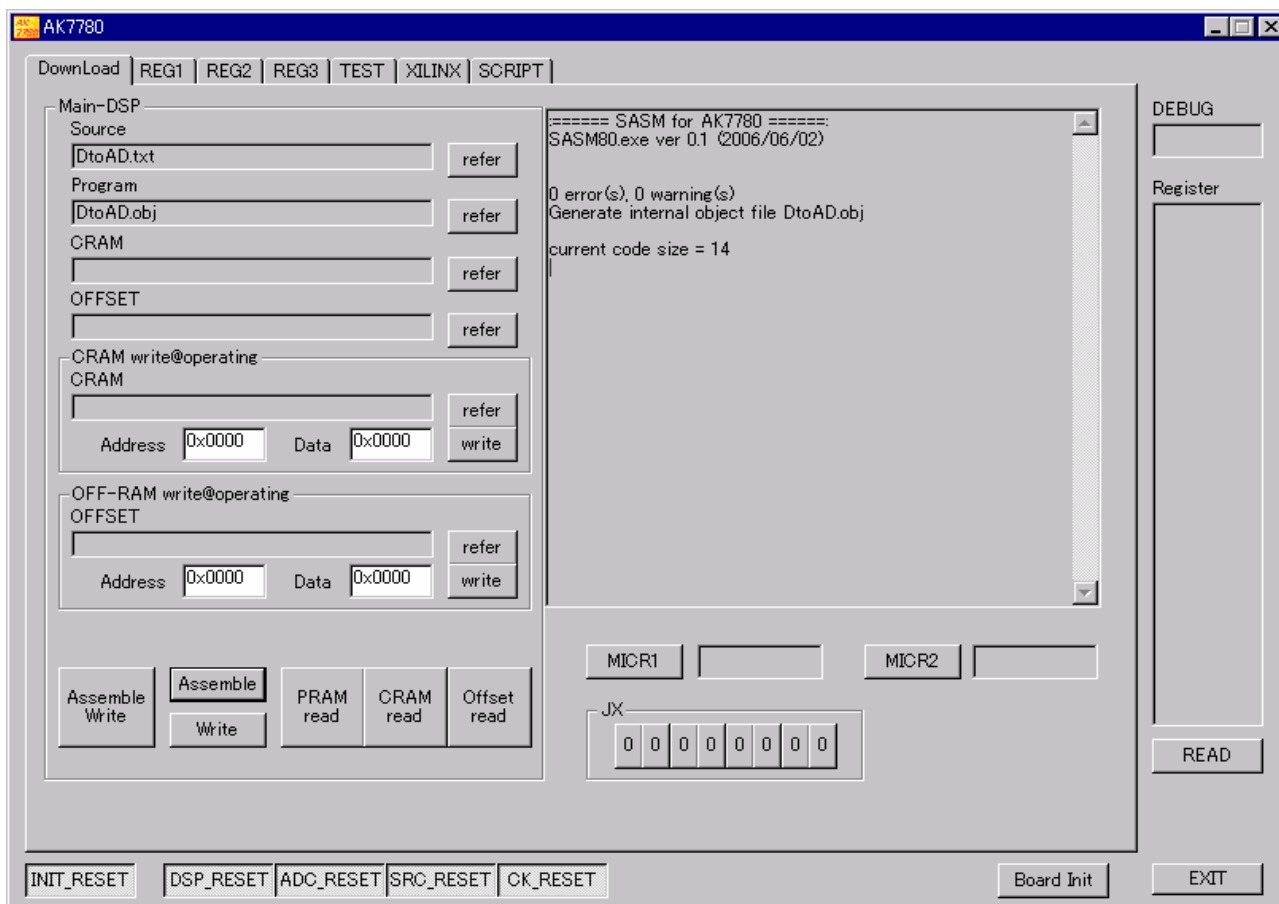 AK7780
DownLoad REG1 REG2 REG3 TEST XILINX SCRIPT
Main-DSP
Source
DtoAD.txt
refer
Program
DtoAD.obj
refer
CRAM
refer
OFFSET
refer
CRAM write@operating
CRAM
refer
Address 0x0000 Data 0x0000 write
OFF-RAM write@operating
OFFSET
refer
Address 0x0000 Data 0x0000 write
Assemble
Write
Assemble
Write
PRAM
read
CRAM
read
Offset
read
:====== SASM for AK7780 ======:
SASM80.exe ver 0.1 (2006/06/02)
0 error(s), 0 warning(s)
Generate internal object file DtoAD.obj
current code size = 14
MICR1
MICR2
JX
0 0 0 0 0 0 0 0
DEBUG
Register
READ
INIT_RESET DSP_RESET ADC_RESET SRC_RESET CK_RESET Board Init EXIT